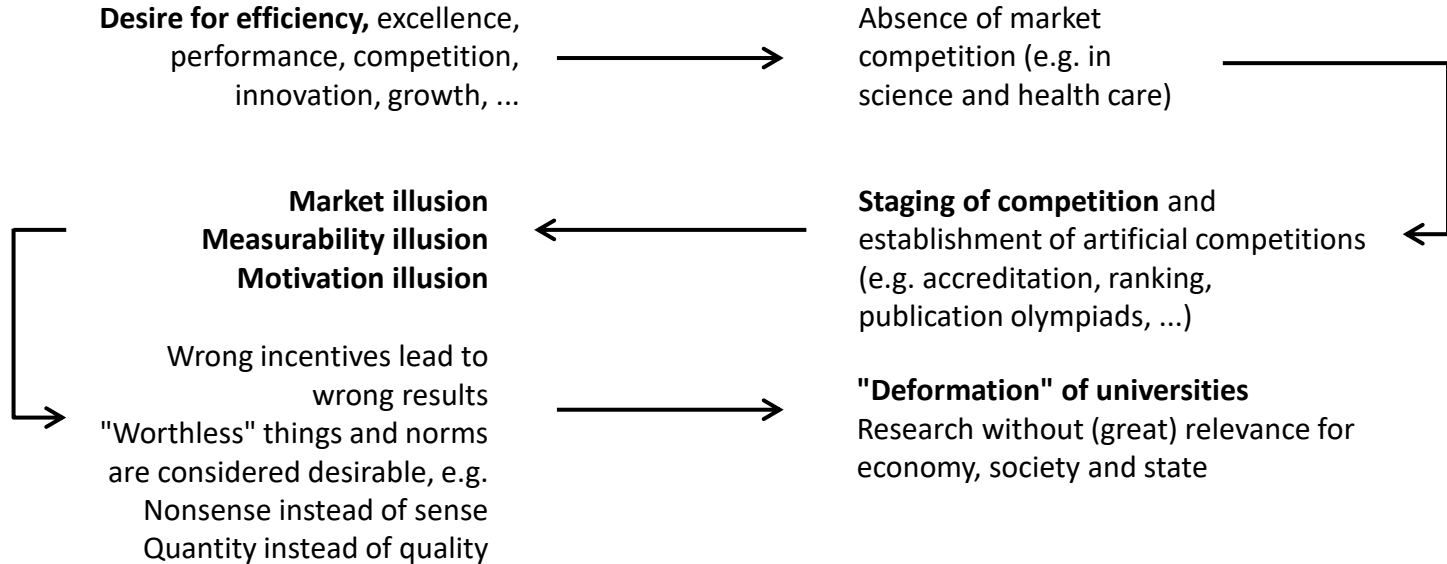 Desire for efficiency, excellence,
performance, competition,
innovation, growth, ...
Absence of market
competition (e.g. in
science and health care)
Staging of competition and
establishment of artificial competitions
(e.g. accreditation, ranking,
publication olympiads, ...)
Market illusion
Measurability illusion
Motivation illusion
Wrong incentives lead to
wrong results
"Worthless" things and norms
are considered desirable, e.g.
Nonsense instead of sense
Quantity instead of quality
"Deformation" of universities
Research without (great) relevance for
economy, society and state